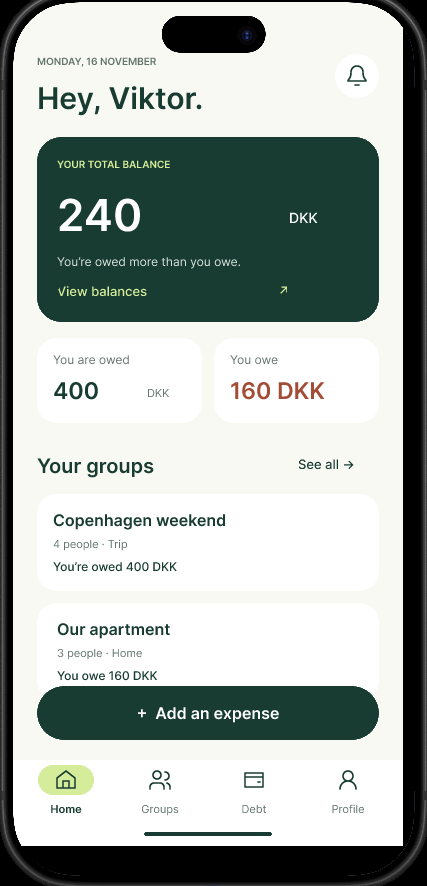 MONDAY, 16 NOVEMBER
Hey, Viktor.
YOUR TOTAL BALANCE
240 DKK
You're owed more than you owe.
View balances ↗
You are owed
400 DKK
You owe
160 DKK
Your groups
See all →
Copenhagen weekend
4 people · Trip
You're owed 400 DKK
Our apartment
3 people · Home
You owe 160 DKK
+ Add an expense
Home
Groups
Debt
Profile